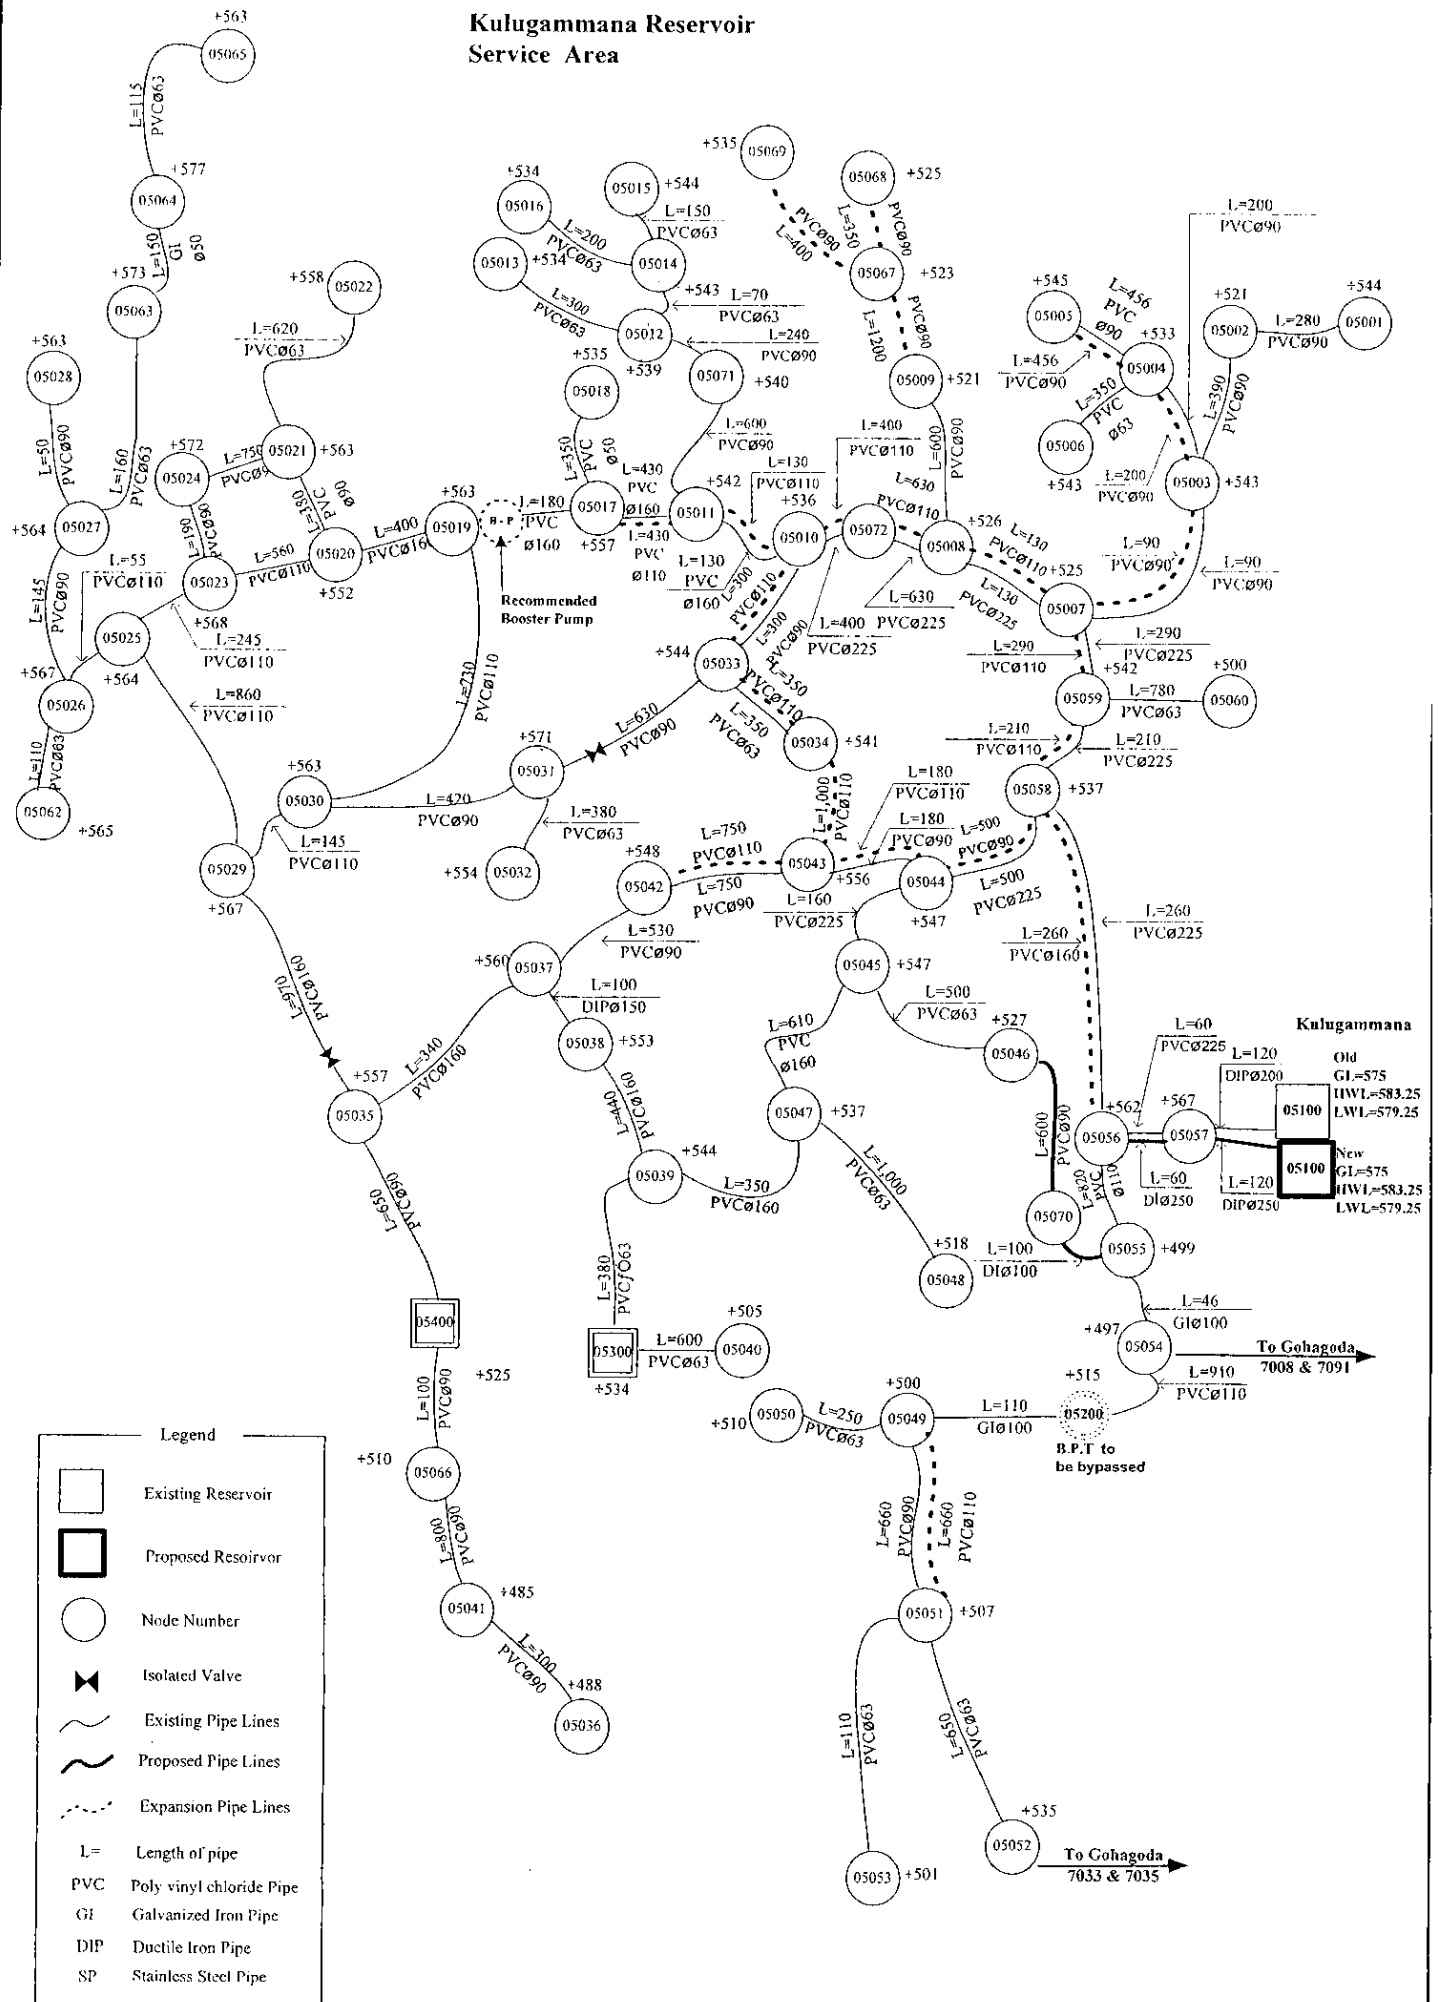 Kulugammana Reservoir
Service Area
+563
05065
L=115
PVCø63
+577
05064
L=150
GI
Ø50
+573
05063
+558
05022
L=620
PVCø63
+563
05028
L=50
PVCø90
L=160
PVCø63
+572
05024
L=750
05021
+563
L=380
PVC
Ø90
+564
05027
L=190
PVCø90
L=55
PVCø110
L=145
PVCø90
05023
+568
L=560
PVCø110
05020
+552
L=400
PVCø160
+563
05019
B-P
Recommended
Booster Pump
L=180
PVC
Ø160
05025
+564
L=245
PVCø110
+567
05026
L=860
PVCø110
L=110
PVCø63
05062
+565
L=730
PVCø110
+534
05016
L=200
PVCø63
05015
+544
L=150
PVCø63
05013
+534
L=300
PVCø63
05014
+543
L=70
PVCø63
05012
+539
L=240
PVCø90
+535
05018
05071
+540
L=350
PVC
Ø50
L=600
PVCø90
05017
+557
L=430
PVC
Ø160
L=430
PVC
Ø110
+542
05011
L=130
PVCø110
L=130
PVC
Ø160
+536
05010
+535
05069
PVCø90
L=400
05068
+525
L=350
PVCø90
05067
+523
L=1200
PVCø90
05009
+521
L=600
PVCø90
L=400
PVCø110
05072
L=630
PVCø110
L=400
PVCø225
L=630
PVCø225
+526
05008
L=130
PVCø110
L=130
PVCø225
+525
05007
L=200
PVCø90
+545
05005
L=456
PVC
Ø90
L=456
PVCø90
+533
05004
L=350
PVC
Ø63
05006
+543
L=200
PVCø90
+521
05002
L=280
PVCø90
+544
05001
L=390
PVCø90
05003
+543
L=90
PVCø90
L=90
PVCø90
L=290
PVCø110
L=290
PVCø225
+542
05059
L=780
PVCø63
+500
05060
L=210
PVCø110
L=210
PVCø225
05058
+537
L=300
PVCø110
L=300
PVCø90
+544
05033
L=350
PVCø110
L=350
PVCø63
05034
+541
L=1,000
PVCø110
L=630
PVCø90
+571
05031
L=420
PVCø90
L=380
PVCø63
+554
05032
+563
05030
L=145
PVCø110
05029
+567
L=970
PVCø160
L=750
PVCø110
L=750
PVCø90
+548
05042
05043
+556
L=180
PVCø110
L=180
PVCø90
L=500
PVCø90
L=500
PVCø225
05044
+547
L=160
PVCø225
L=530
PVCø90
+560
05037
L=100
DIPø150
05038
+553
L=340
PVCø160
+557
05035
L=440
PVCø160
05045
+547
L=500
PVCø63
+527
05046
L=610
PVC
Ø160
05047
+537
L=260
PVCø160
L=260
PVCø225
L=60
PVCø225
L=120
DIPø200
Kulugammana
Old
GL=575
HWL=583.25
LWL=579.25
05100
+562
05056
+567
05057
L=60
DIø250
L=120
DIPø250
05100
New
GL=575
HWL=583.25
LWL=579.25
L=600
PVCø90
L=820
PVC
Ø110
05039
+544
L=350
PVCø160
L=1,000
PVCø63
05070
L=100
DIø100
05055
+499
+518
05048
L=650
PVCø90
L=380
PVCƒO63
L=46
GIø100
+497
05054
To Gohagoda
7008 & 7091
L=910
PVCø110
05400
+525
05300
+534
L=600
PVCø63
+505
05040
+515
05200
B.P.T to
be bypassed
L=110
GIø100
+500
05049
L=250
PVCø63
05050
+510
L=100
PVCø90
+510
05066
L=800
PVCø90
L=660
PVCø90
L=660
PVCø110
+485
05041
L=300
PVCø90
+488
05036
05051
+507
L=110
PVCø63
L=650
PVCø63
+535
05052
To Gohagoda
7033 & 7035
05053
+501
Legend
Existing Reservoir
Proposed Resoirvor
Node Number
Isolated Valve
Existing Pipe Lines
Proposed Pipe Lines
Expansion Pipe Lines
L= Length of pipe
PVC Poly vinyl chloride Pipe
GI Galvanized Iron Pipe
DIP Ductile Iron Pipe
SP Stainless Steel Pipe